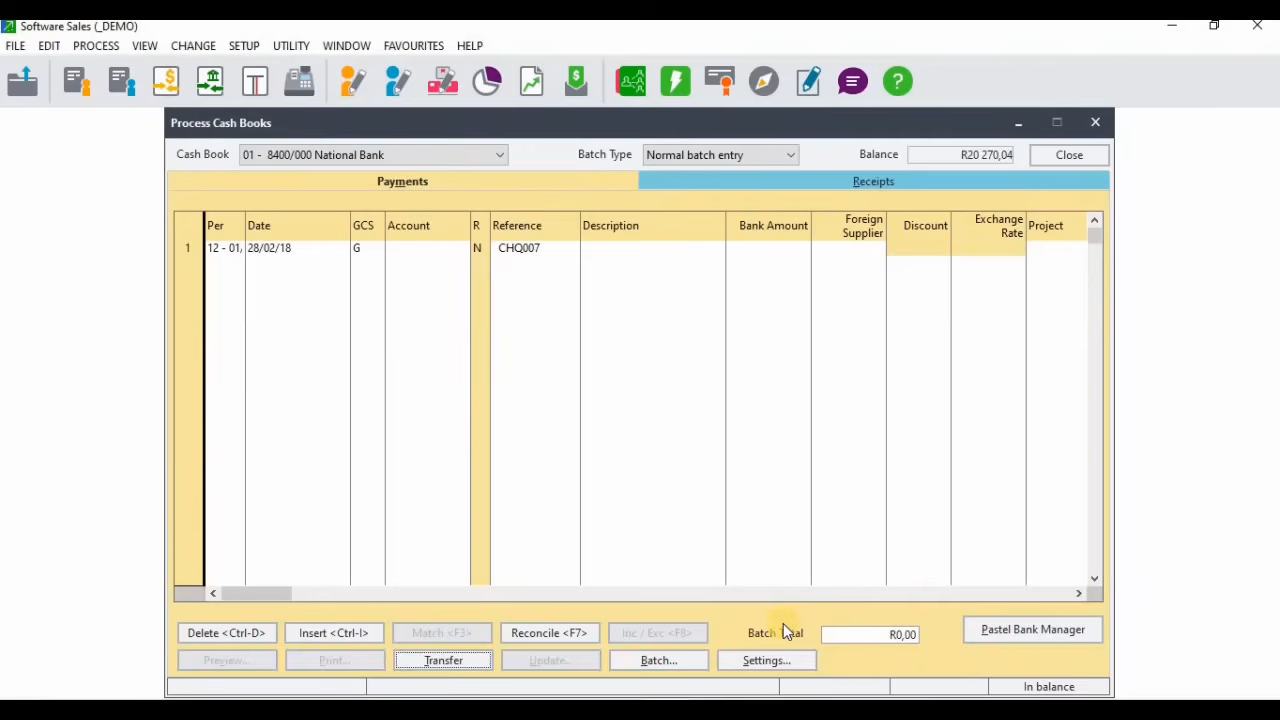 Software Sales (_DEMO)
FILE EDIT PROCESS VIEW CHANGE SETUP UTILITY WINDOW FAVOURITES HELP
Process Cash Books
Cash Book 01 - 8400/000 National Bank Batch Type Normal batch entry Balance R20 270,04 Close
Payments Receipts
Per Date GCS Account R Reference Description Bank Amount Foreign Supplier Discount Exchange Rate Project
1 12 - 01, 28/02/18 G N CHQ007
Delete <Ctrl-D> Insert <Ctrl-I> Match <F3> Reconcile <F7> Inc / Exc <F8> Batch Total R0,00 Pastel Bank Manager
Preview... Print... Transfer Update... Batch... Settings...
In balance